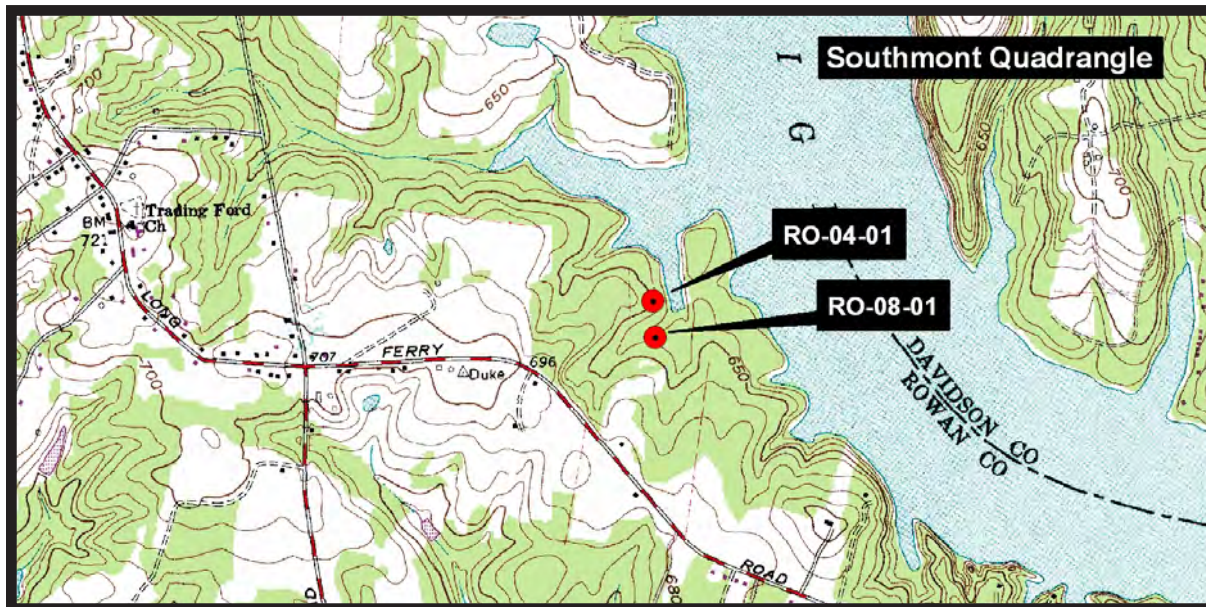 Southmont Quadrangle
I
G
700
650
650
700
Trading Ford
Ch
BM
721
RO-04-01
RO-08-01
LONG
FERRY
ROAD
707
696
Duke
700
650
DAVIDSON CO
ROWAN CO
680
D